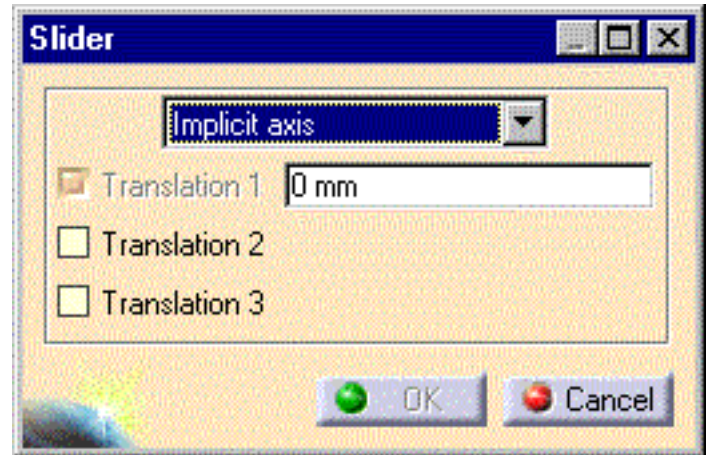 Slider
Implicit axis
Translation 1 0 mm
Translation 2
Translation 3
OK Cancel